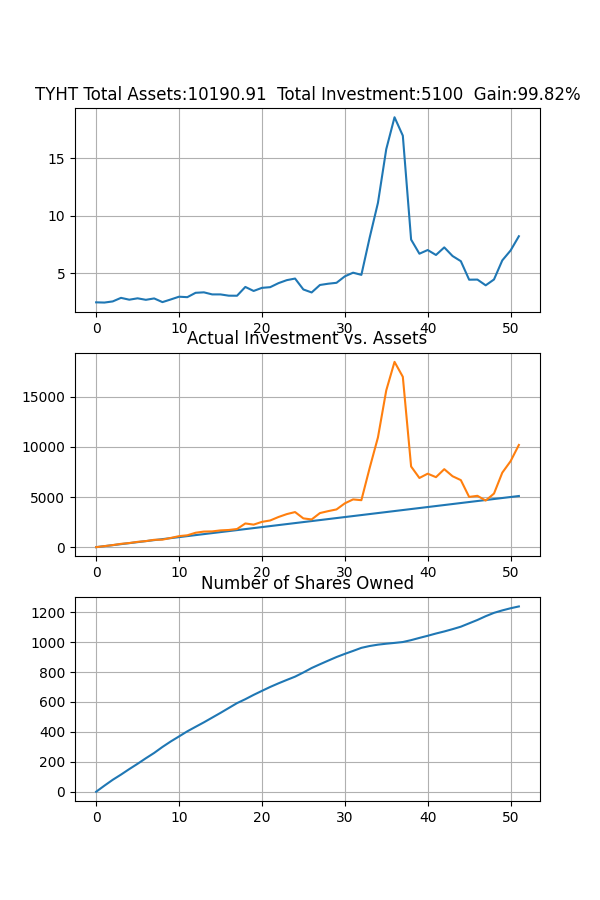 TYHT Total Assets:10190.91  Total Investment:5100  Gain:99.82%
15
10
5
0 10 20 30 40 50
Actual Investment vs. Assets
15000
10000
5000
0
0 10 20 30 40 50
Number of Shares Owned
1200
1000
800
600
400
200
0
0 10 20 30 40 50